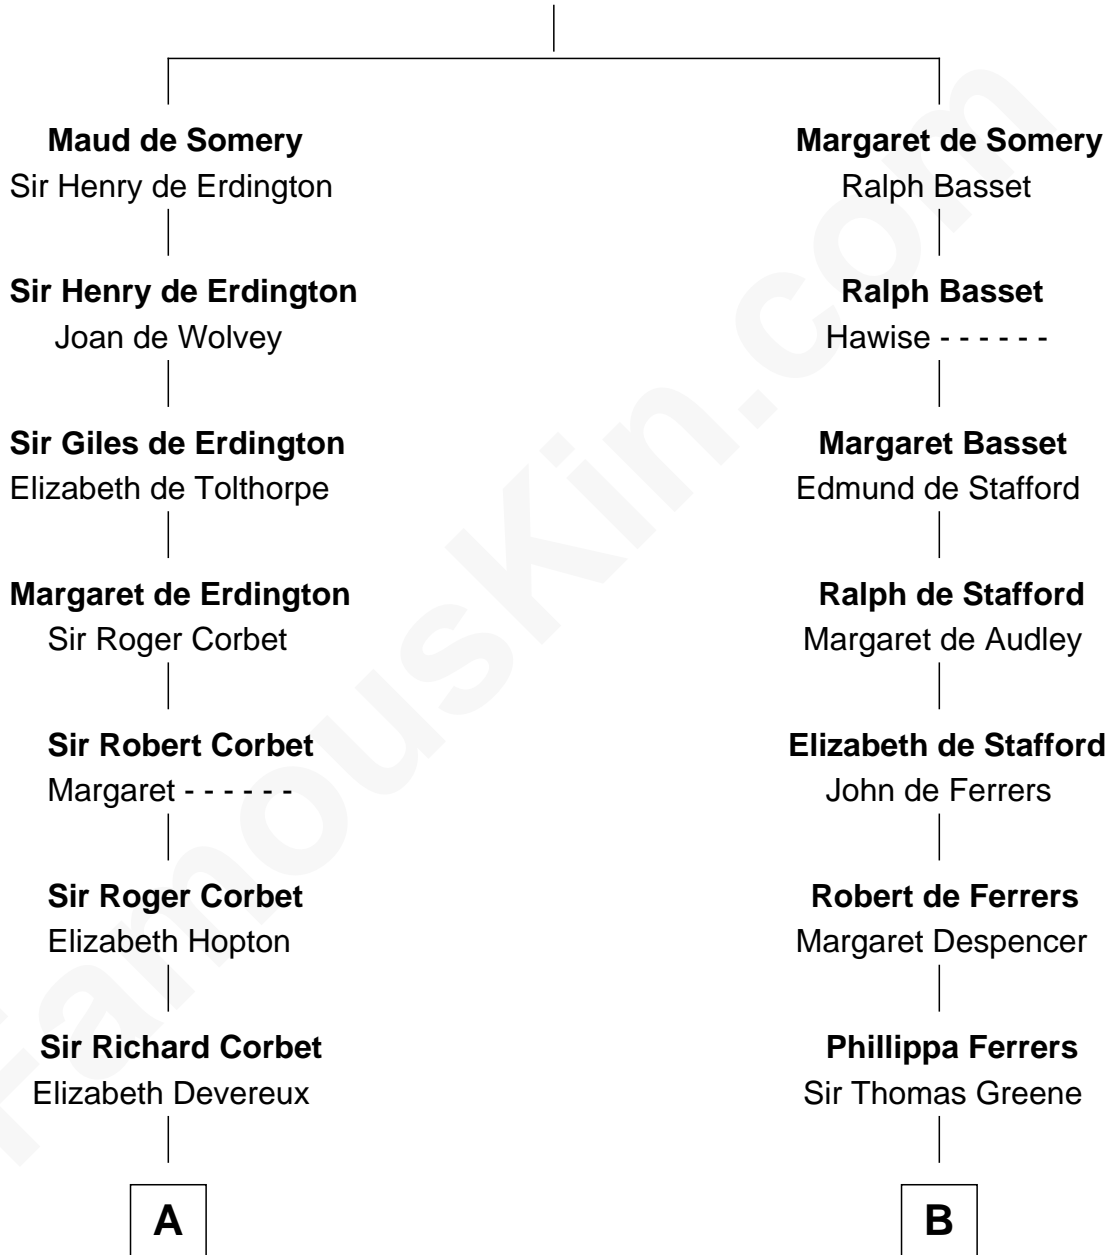 Maud de Somery
Sir Henry de Erdington
Sir Henry de Erdington
Joan de Wolvey
Sir Giles de Erdington
Elizabeth de Tolthorpe
Margaret de Erdington
Sir Roger Corbet
Sir Robert Corbet
Margaret - - - - - -
Sir Roger Corbet
Elizabeth Hopton
Sir Richard Corbet
Elizabeth Devereux
A
Margaret de Somery
Ralph Basset
Ralph Basset
Hawise - - - - - -
Margaret Basset
Edmund de Stafford
Ralph de Stafford
Margaret de Audley
Elizabeth de Stafford
John de Ferrers
Robert de Ferrers
Margaret Despencer
Phillippa Ferrers
Sir Thomas Greene
B
FamousKin.com